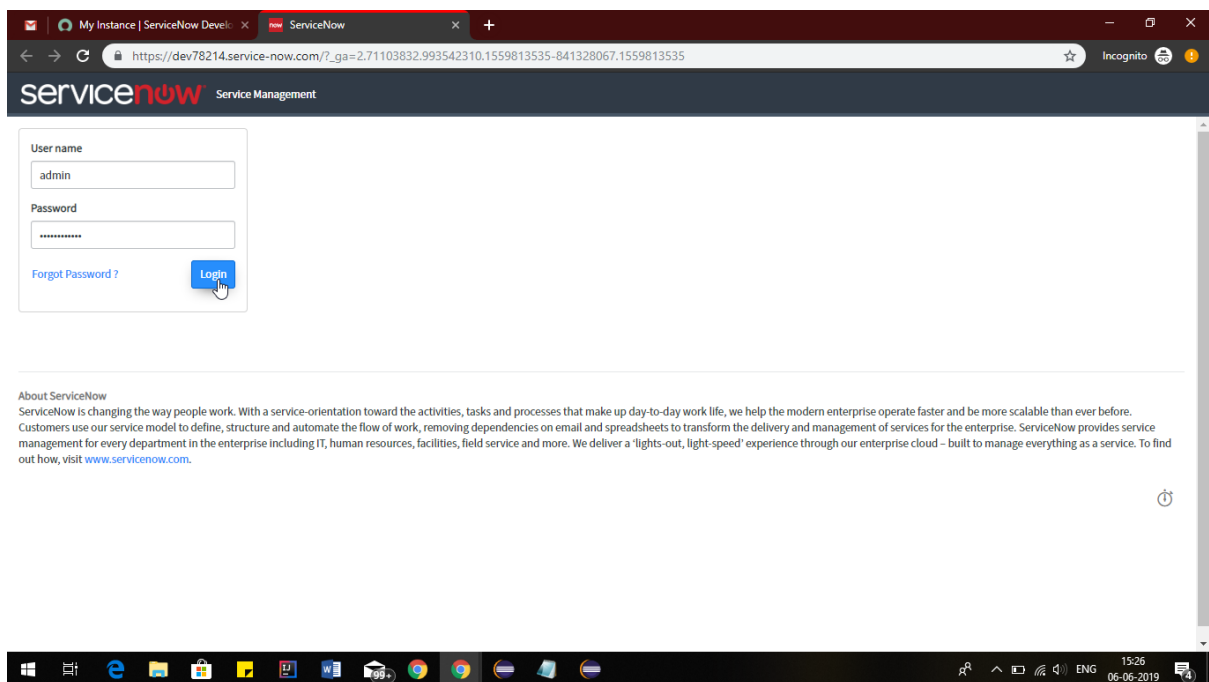 My Instance | ServiceNow Develo
now ServiceNow
https://dev78214.service-now.com/?_ga=2.71103832.993542310.1559813535-841328067.1559813535
Incognito
servicenow Service Management
User name
admin
Password
••••••••••••
Forgot Password ?
Login
About ServiceNow
ServiceNow is changing the way people work. With a service-orientation toward the activities, tasks and processes that make up day-to-day work life, we help the modern enterprise operate faster and be more scalable than ever before.
Customers use our service model to define, structure and automate the flow of work, removing dependencies on email and spreadsheets to transform the delivery and management of services for the enterprise. ServiceNow provides service
management for every department in the enterprise including IT, human resources, facilities, field service and more. We deliver a ‘lights-out, light-speed’ experience through our enterprise cloud – built to manage everything as a service. To find
out how, visit www.servicenow.com.
99+
ENG
15:26
06-06-2019
4